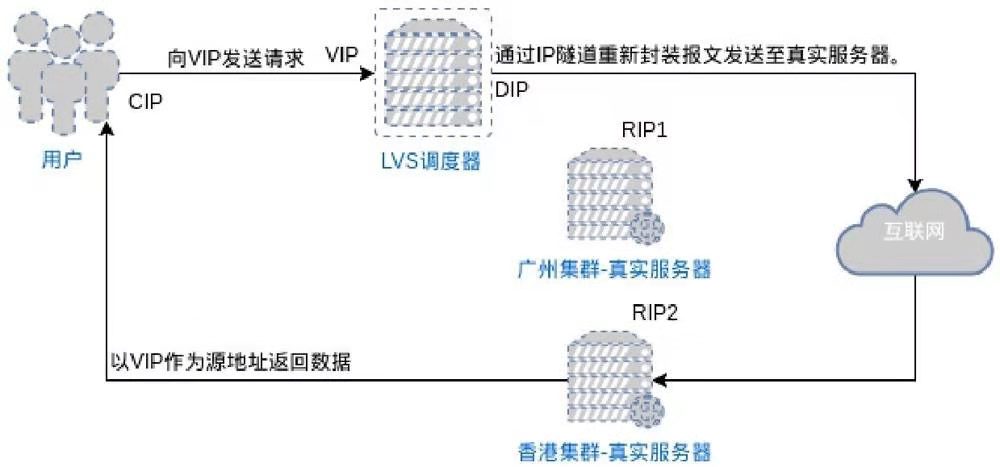 向VIP发送请求
VIP
通过IP隧道重新封装报文发送至真实服务器。
CIP
DIP
用户
LVS调度器
RIP1
互联网
广州集群-真实服务器
RIP2
以VIP作为源地址返回数据
香港集群-真实服务器